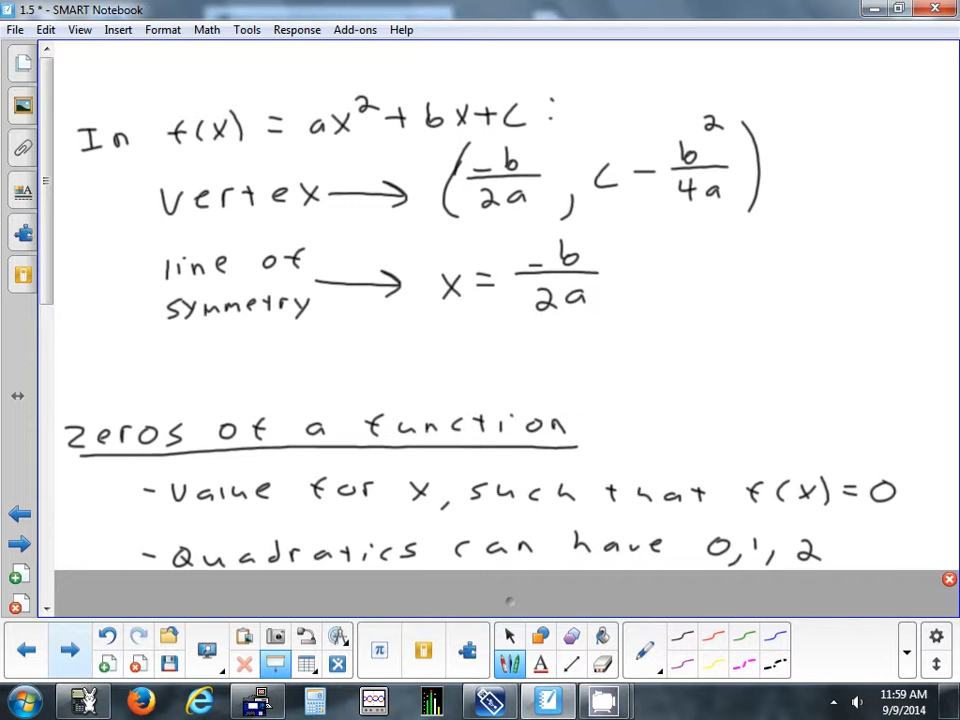 1.5 * - SMART Notebook
File Edit View Insert Format Math Tools Response Add-ons Help
In f(x) = ax² + bx + c :
vertex → (-b/2a , c - b²/4a)
line of
symmetry → x = -b/2a
zeros of a function
- value for x, such that f(x) = 0
- Quadratics can have 0, 1, 2
11:59 AM
9/9/2014